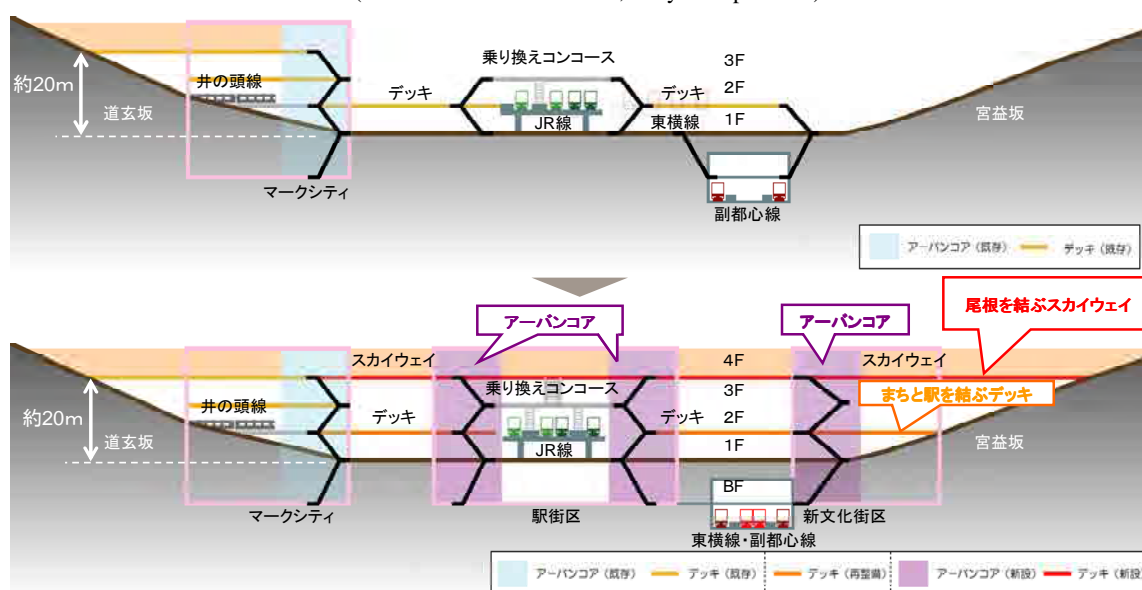 乗り換えコンコース
3F
約20m
井の頭線
デッキ
2F
デッキ
道玄坂
JR線
東横線
1F
宮益坂
マークシティ
副都心線
アーバンコア（既存）
デッキ（既存）
尾根を結ぶスカイウェイ
アーバンコア
アーバンコア
スカイウェイ
4F
スカイウェイ
乗り換えコンコース
3F
まちと駅を結ぶデッキ
約20m
井の頭線
デッキ
デッキ
2F
道玄坂
JR線
1F
宮益坂
BF
マークシティ
駅街区
新文化街区
東横線・副都心線
アーバンコア（既存）
デッキ（既存）
デッキ（再整備）
アーバンコア（新設）
デッキ（新設